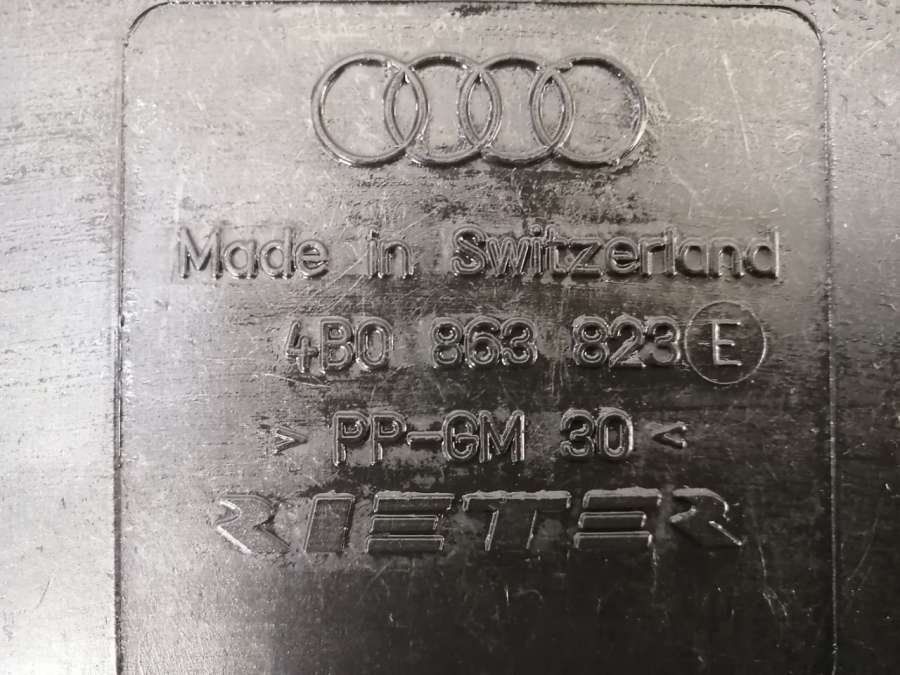 Made in Switzerland
4B0 863 823 E
> PP-GM 30 <
RIETER